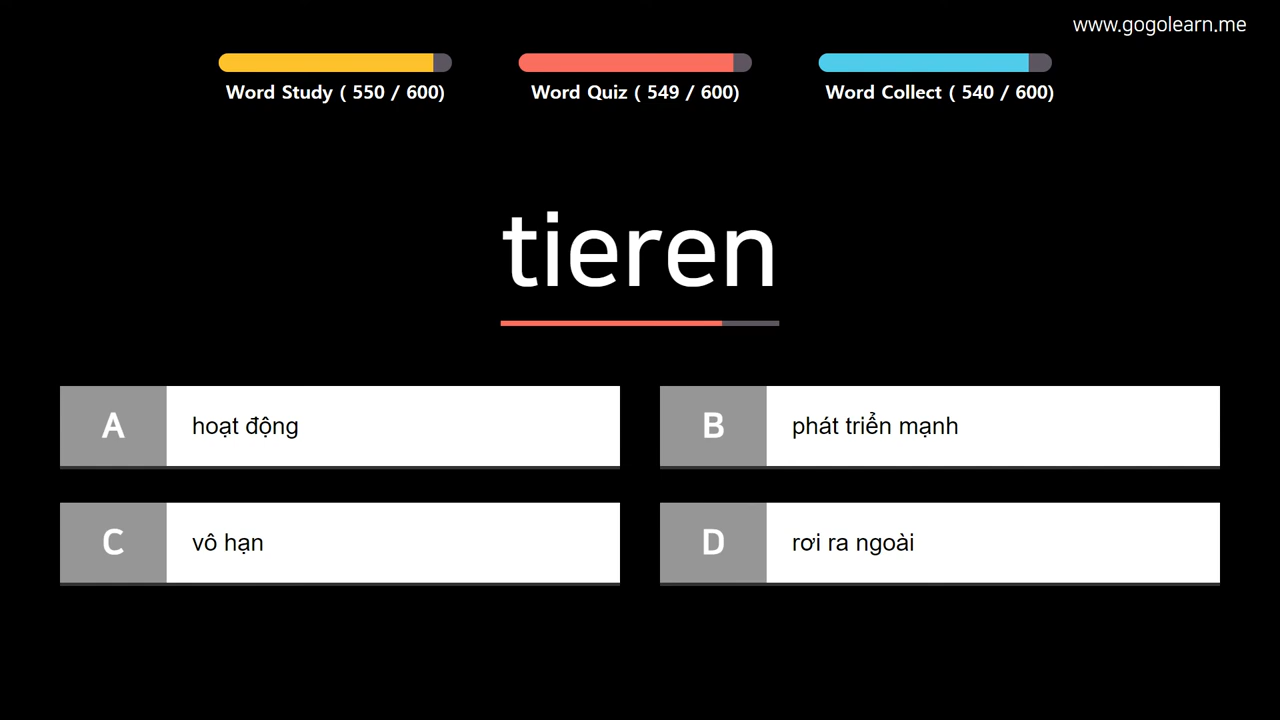 www.gogolearn.me
Word Study ( 550 / 600)
Word Quiz ( 549 / 600)
Word Collect ( 540 / 600)
tieren
A hoạt động
B phát triển mạnh
C vô hạn
D rơi ra ngoài